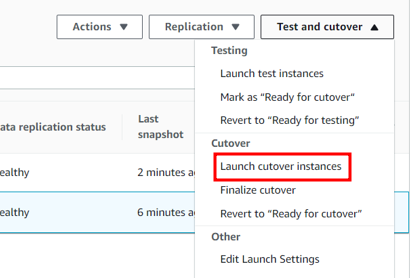 Actions
Replication
Test and cutover
Testing
Launch test instances
Mark as “Ready for cutover“
Revert to “Ready for testing”
ata replication status
Last
snapshot
Cutover
Launch cutover instances
ealthy
2 minutes a
Finalize cutover
ealthy
6 minutes a
Revert to “Ready for cutover”
Other
Edit Launch Settings